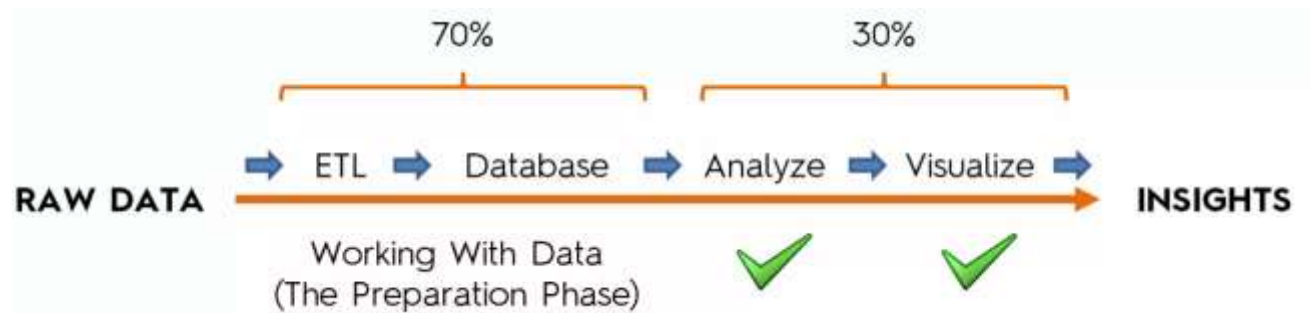 70%
30%
ETL
Database
Analyze
Visualize
RAW DATA
INSIGHTS
Working With Data
(The Preparation Phase)